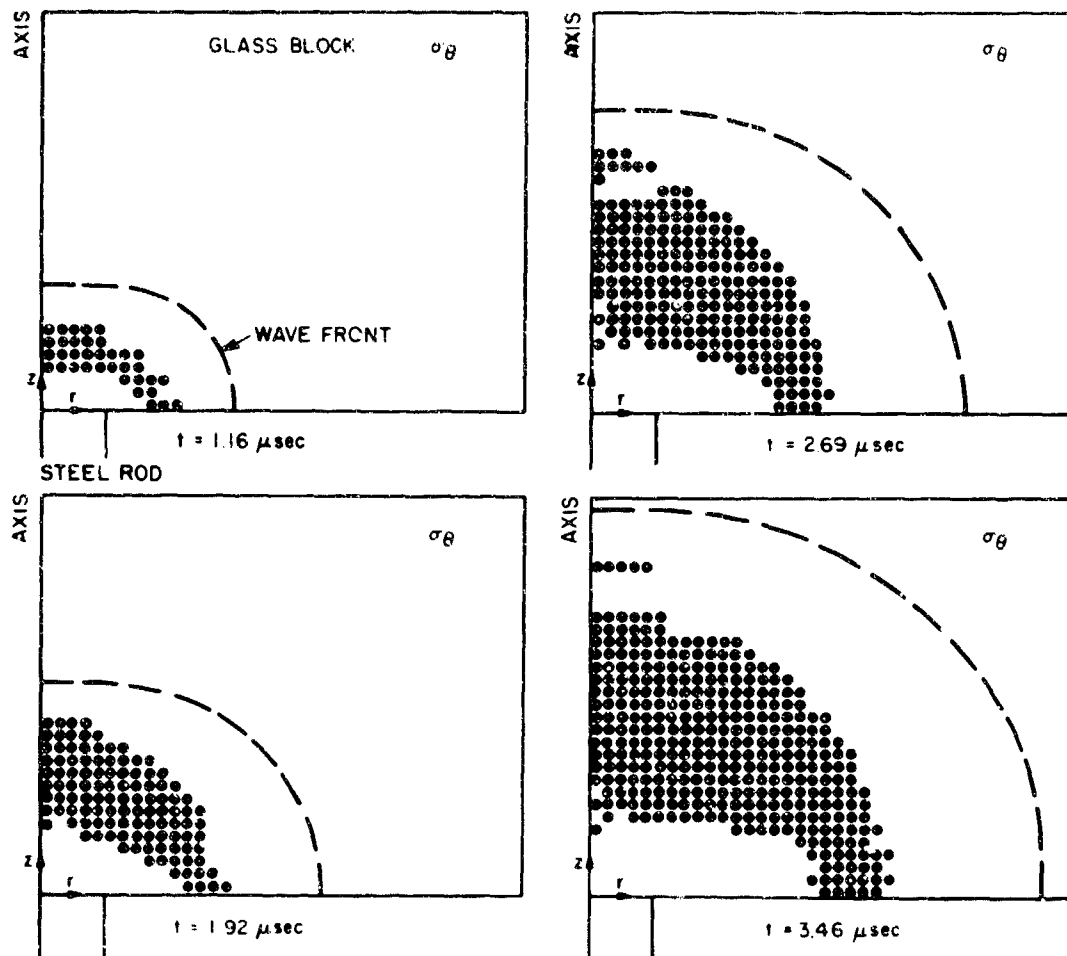 AXIS
GLASS BLOCK σθ
WAVE FRONT
z
r
t = 1.16 μsec
STEEL ROD
AXIS
σθ
z
r
t = 2.69 μsec
AXIS
σθ
z
r
t = 1.92 μsec
AXIS
σθ
z
r
t = 3.46 μsec